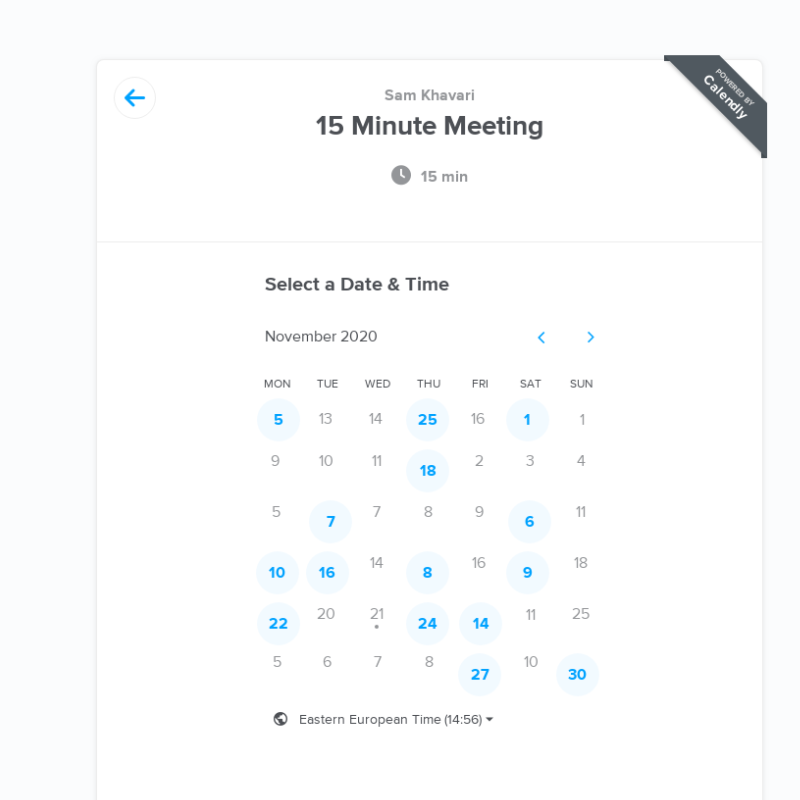 POWERED BY
Calendly
Sam Khavari
15 Minute Meeting
15 min
Select a Date & Time
November 2020
MON TUE WED THU FRI SAT SUN
5 13 14 25 16 1 1
9 10 11 18 2 3 4
5 7 7 8 9 6 11
10 16 14 8 16 9 18
22 20 21 24 14 11 25
5 6 7 8 27 10 30
Eastern European Time (14:56)